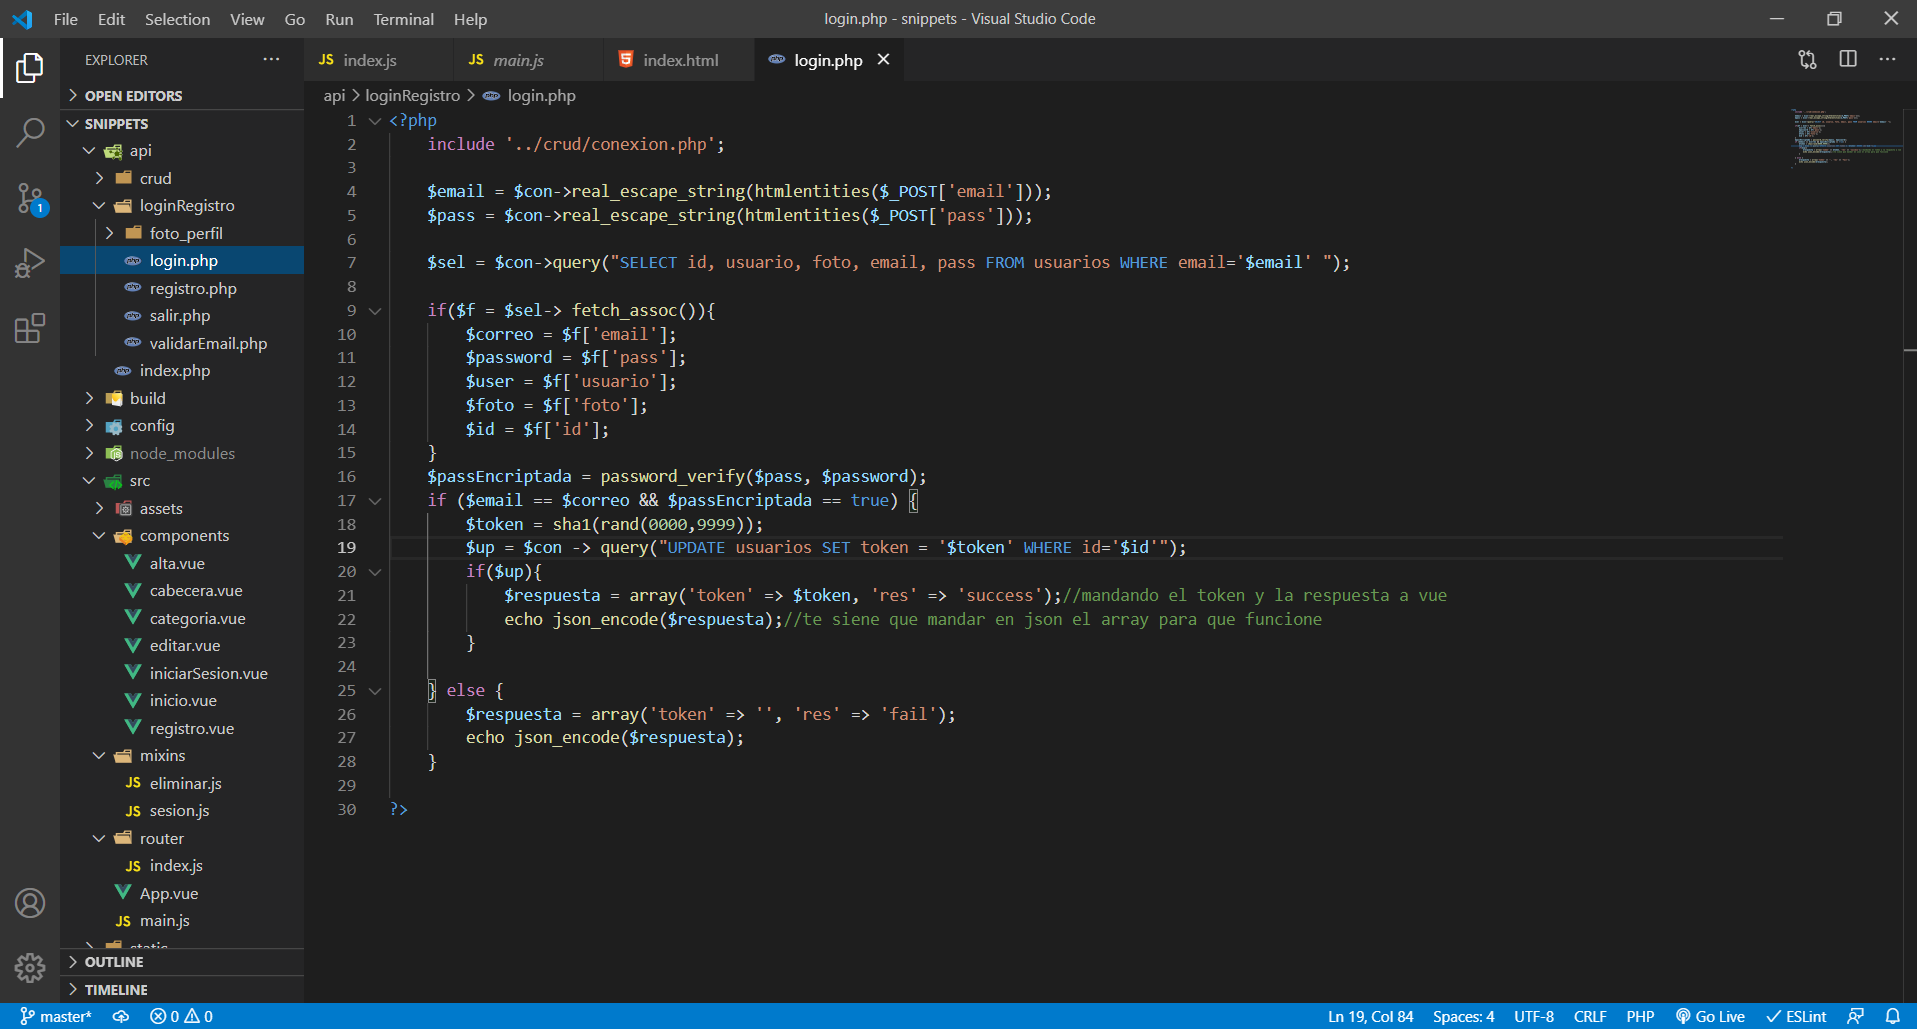 File Edit Selection View Go Run Terminal Help
login.php - snippets - Visual Studio Code
EXPLORER
OPEN EDITORS
SNIPPETS
api
crud
loginRegistro
foto_perfil
login.php
registro.php
salir.php
validarEmail.php
index.php
build
config
node_modules
src
assets
components
alta.vue
cabecera.vue
categoria.vue
editar.vue
iniciarSesion.vue
inicio.vue
registro.vue
mixins
JS eliminar.js
JS sesion.js
router
JS index.js
App.vue
JS main.js
static
OUTLINE
TIMELINE
1
JS index.js JS main.js index.html php login.php
api > loginRegistro > php login.php
1 <?php
2 include '../crud/conexion.php';
3
4 $email = $con->real_escape_string(htmlentities($_POST['email']));
5 $pass = $con->real_escape_string(htmlentities($_POST['pass']));
6
7 $sel = $con->query("SELECT id, usuario, foto, email, pass FROM usuarios WHERE email='$email' ");
8
9 if($f = $sel-> fetch_assoc()){
10 $correo = $f['email'];
11 $password = $f['pass'];
12 $user = $f['usuario'];
13 $foto = $f['foto'];
14 $id = $f['id'];
15 }
16 $passEncriptada = password_verify($pass, $password);
17 if ($email == $correo && $passEncriptada == true) {
18 $token = sha1(rand(0000,9999));
19 $up = $con -> query("UPDATE usuarios SET token = '$token' WHERE id='$id'");
20 if($up){
21 $respuesta = array('token' => $token, 'res' => 'success');//mandando el token y la respuesta a vue
22 echo json_encode($respuesta);//te siene que mandar en json el array para que funcione
23 }
24
25 } else {
26 $respuesta = array('token' => '', 'res' => 'fail');
27 echo json_encode($respuesta);
28 }
29
30 ?>
master* 0 0 Ln 19, Col 84 Spaces: 4 UTF-8 CRLF PHP Go Live ESLint